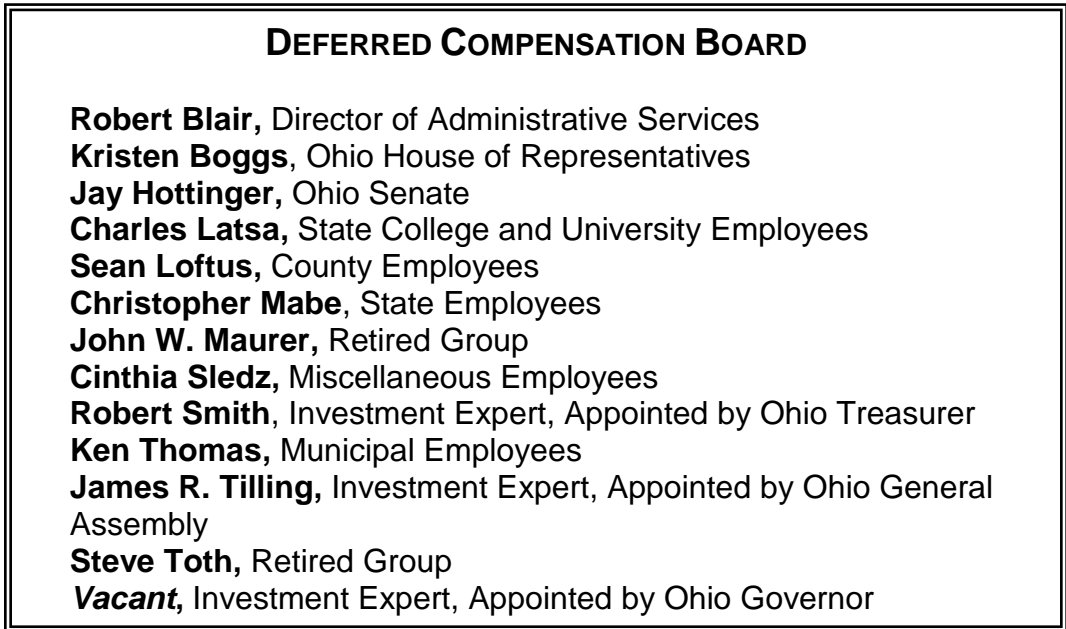 DEFERRED COMPENSATION BOARD
Robert Blair, Director of Administrative Services
Kristen Boggs, Ohio House of Representatives
Jay Hottinger, Ohio Senate
Charles Latsa, State College and University Employees
Sean Loftus, County Employees
Christopher Mabe, State Employees
John W. Maurer, Retired Group
Cinthia Sledz, Miscellaneous Employees
Robert Smith, Investment Expert, Appointed by Ohio Treasurer
Ken Thomas, Municipal Employees
James R. Tilling, Investment Expert, Appointed by Ohio General
Assembly
Steve Toth, Retired Group
Vacant, Investment Expert, Appointed by Ohio Governor